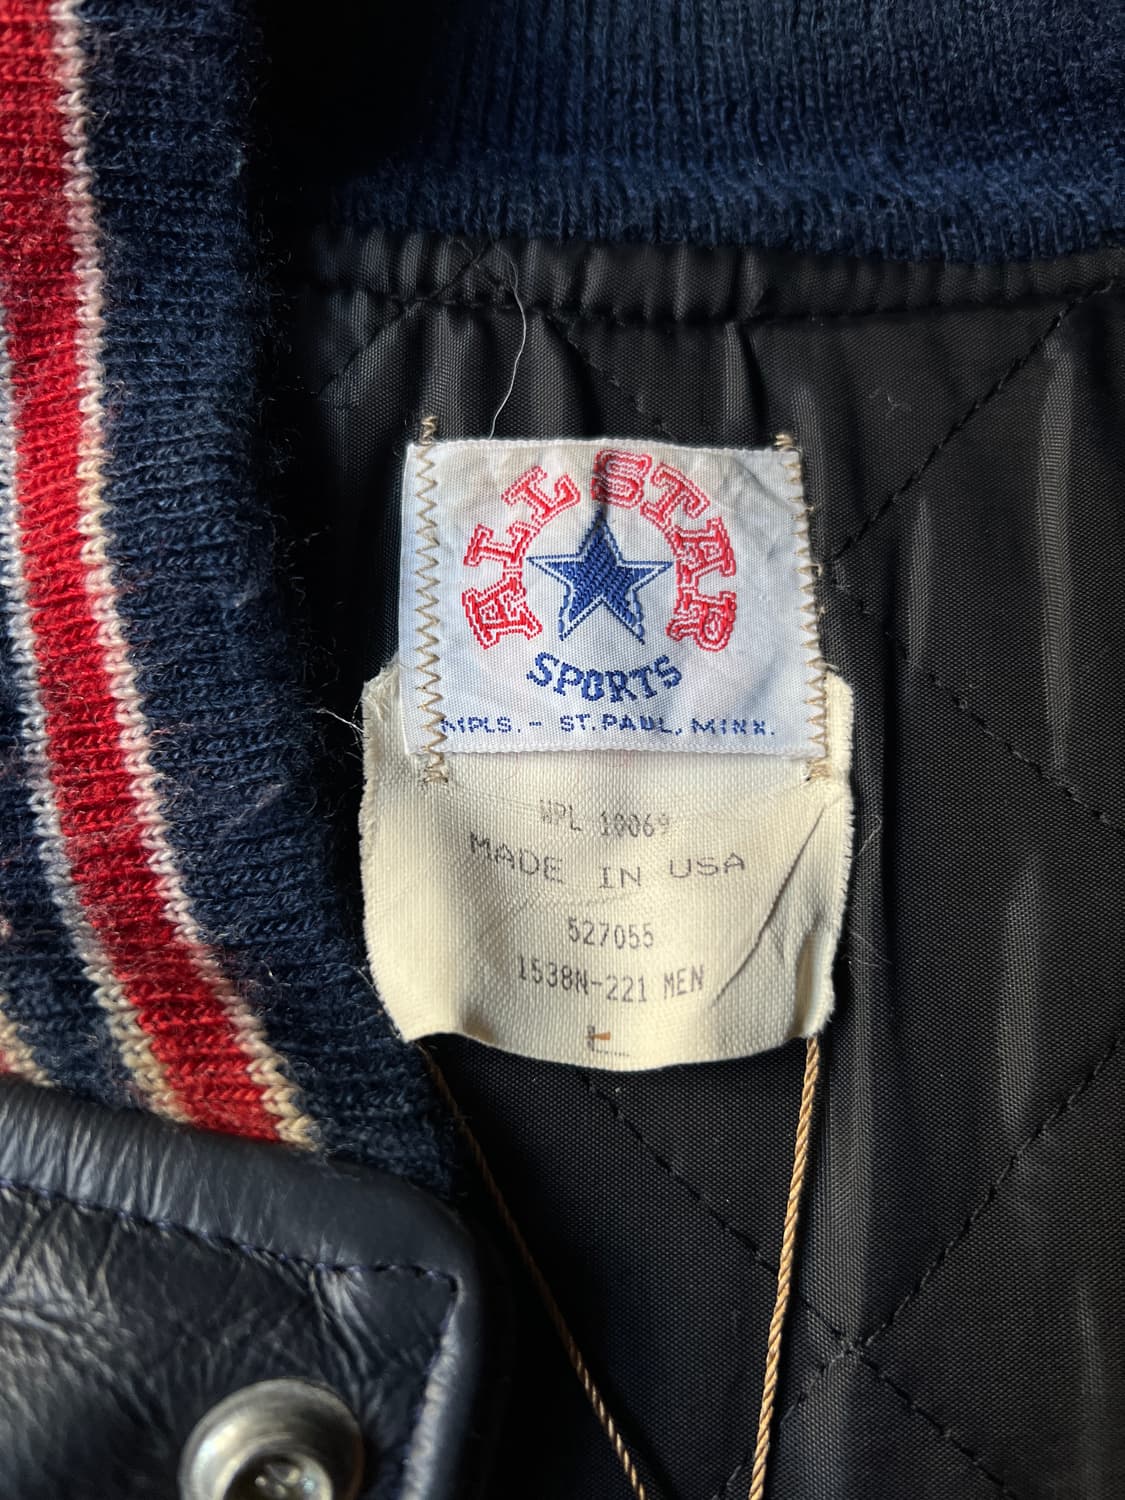 ALL STAR
SPORTS
MPLS. - ST. PAUL, MINN.
WPL 10069
MADE IN USA
527055
1538N-221 MEN
L